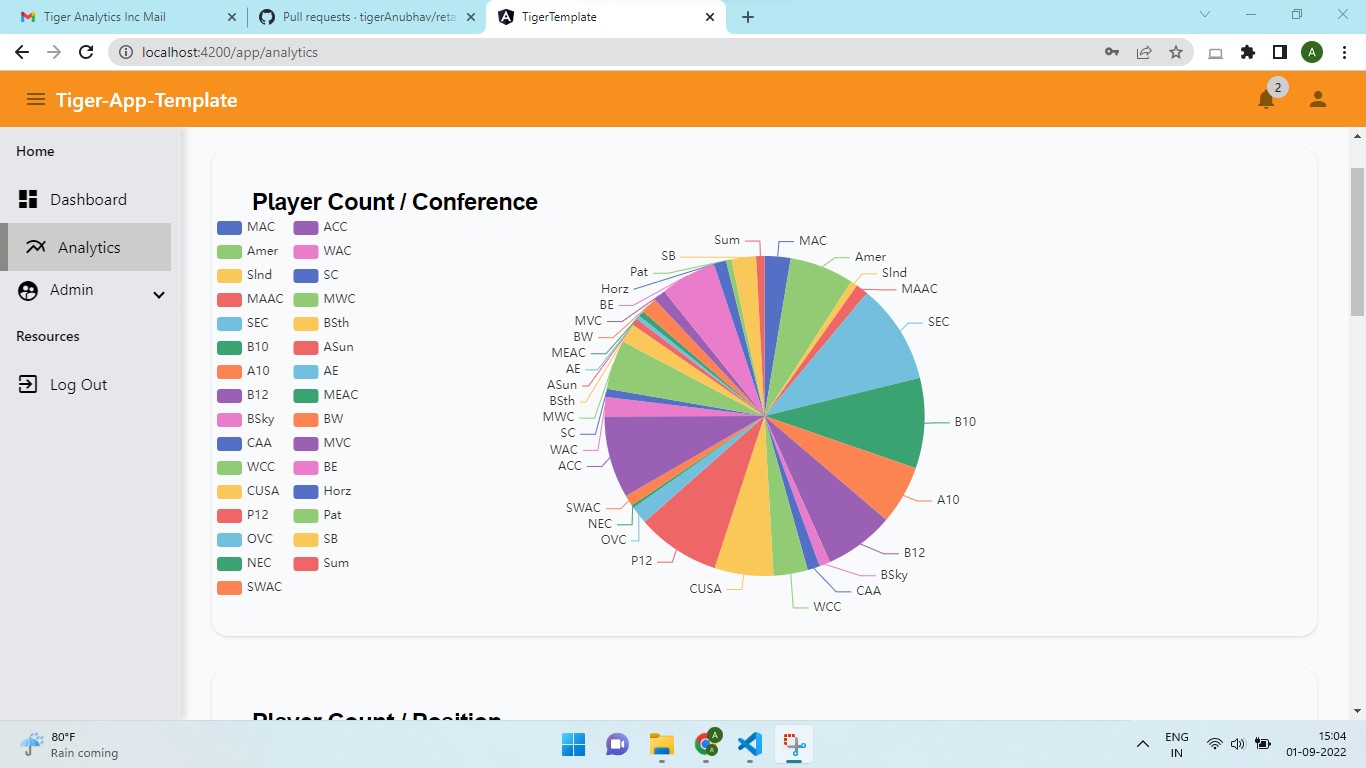 Tiger Analytics Inc Mail
Pull requests · tigerAnubhav/reta
TigerTemplate
localhost:4200/app/analytics
A
Tiger-App-Template
2
Home
Dashboard
Analytics
Admin
Resources
Log Out
Player Count / Conference
MAC ACC
Amer WAC
Slnd SC
MAAC MWC
SEC BSth
B10 ASun
A10 AE
B12 MEAC
BSky BW
CAA MVC
WCC BE
CUSA Horz
P12 Pat
OVC SB
NEC Sum
SWAC
Sum MAC
SB Amer
Pat Slnd
Horz MAAC
BE
MVC SEC
BW
MEAC
AE
ASun
BSth
MWC B10
SC
WAC
ACC
A10
SWAC
NEC
OVC
B12
P12
BSky
CUSA CAA
WCC
Player Count / Position
80°F
Rain coming
A
A
ENG
IN
15:04
01-09-2022